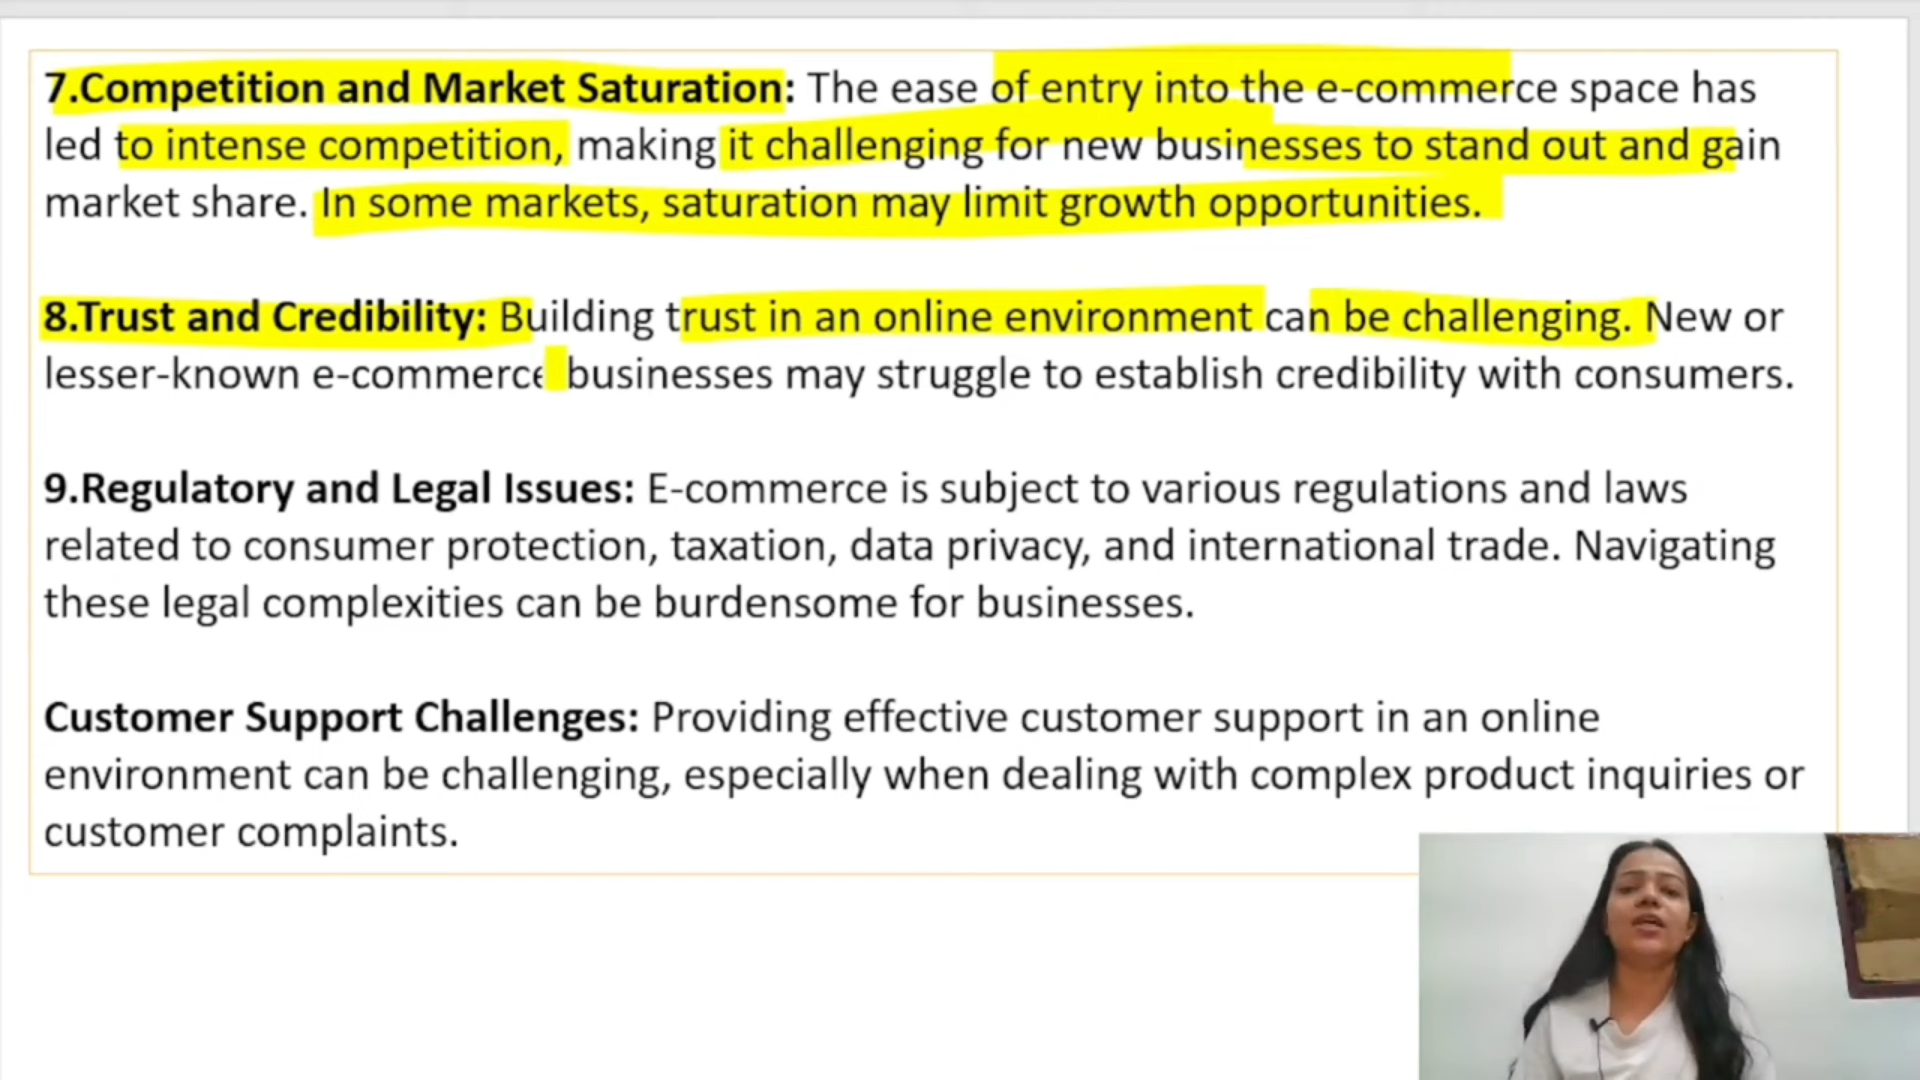 7.Competition and Market Saturation: The ease of entry into the e-commerce space has
led to intense competition, making it challenging for new businesses to stand out and gain
market share. In some markets, saturation may limit growth opportunities.
8.Trust and Credibility: Building trust in an online environment can be challenging. New or
lesser-known e-commerce businesses may struggle to establish credibility with consumers.
9.Regulatory and Legal Issues: E-commerce is subject to various regulations and laws
related to consumer protection, taxation, data privacy, and international trade. Navigating
these legal complexities can be burdensome for businesses.
Customer Support Challenges: Providing effective customer support in an online
environment can be challenging, especially when dealing with complex product inquiries or
customer complaints.